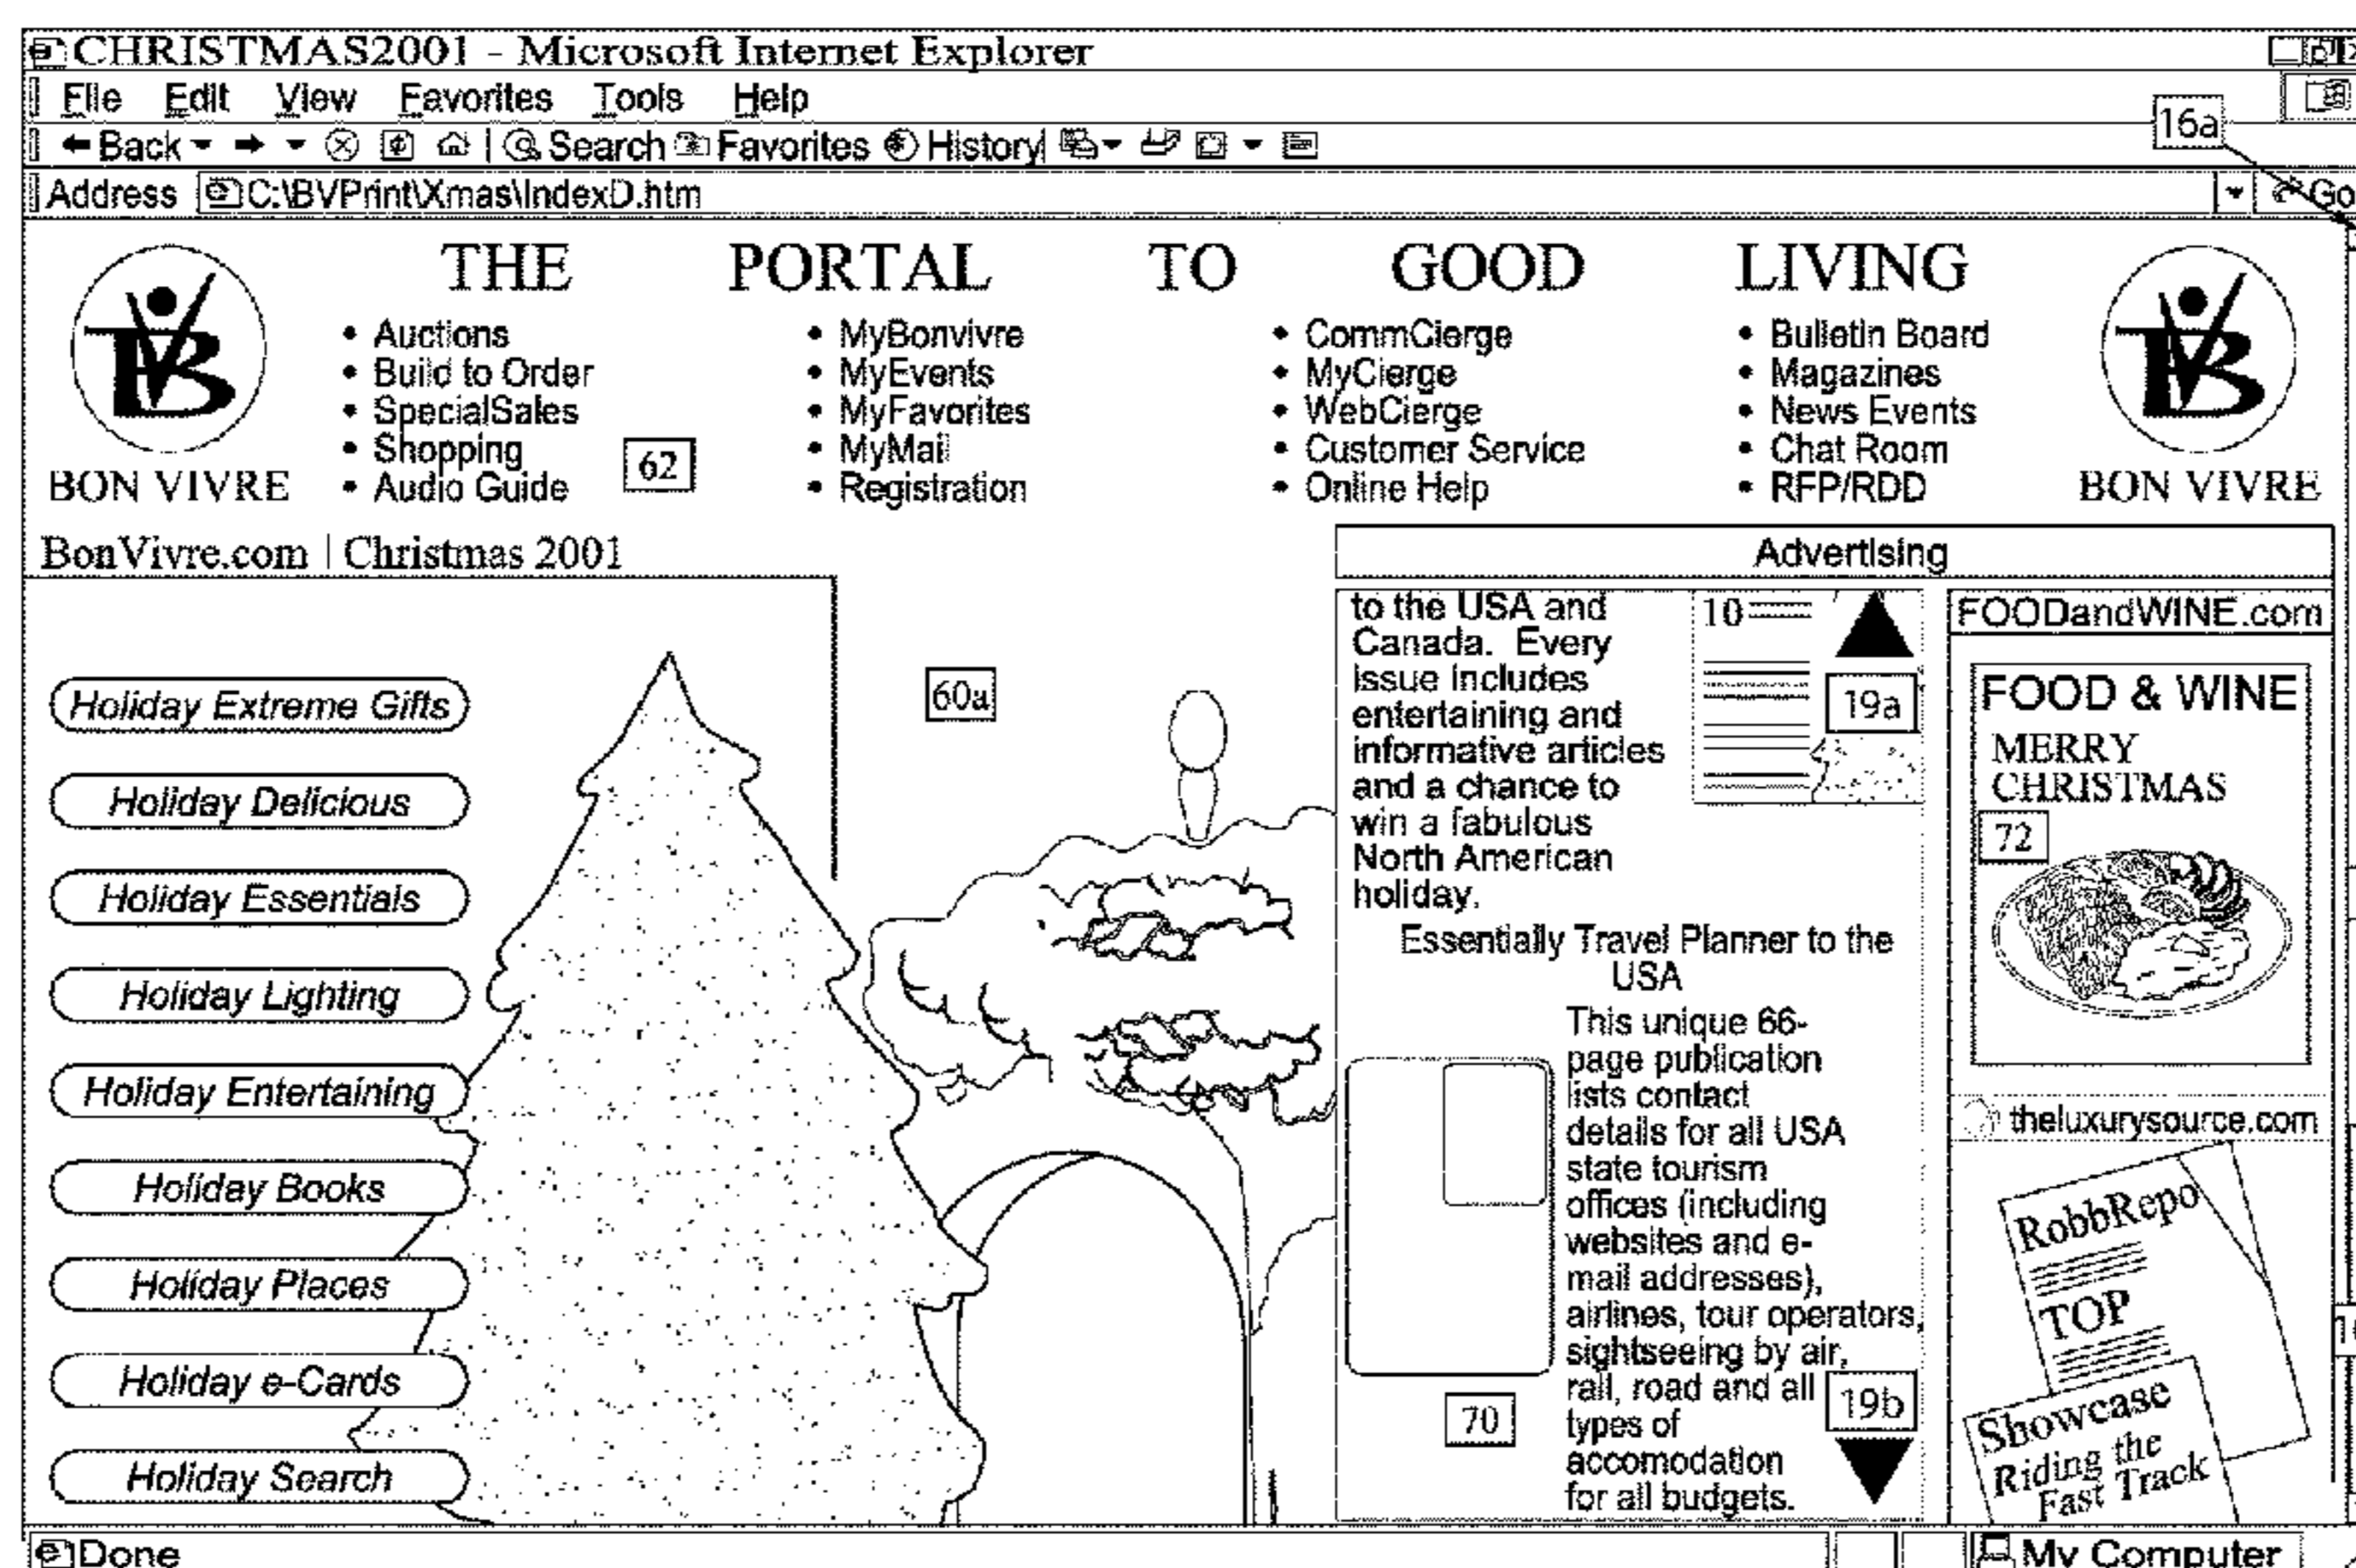 CHRISTMAS2001 - Microsoft Internet Explorer
File Edit View Favorites Tools Help
16a
Back Search Favorites History
Address C:\BVPrint\Xmas\IndexD.htm Go
THE PORTAL TO GOOD LIVING
BV
BON VIVRE
• Auctions
• Build to Order
• SpecialSales
• Shopping
• Audio Guide
62
• MyBonvivre
• MyEvents
• MyFavorites
• MyMail
• Registration
• CommCierge
• MyCierge
• WebCierge
• Customer Service
• Online Help
• Bulletin Board
• Magazines
• News Events
• Chat Room
• RFP/RDD
BV
BON VIVRE
BonVivre.com | Christmas 2001
Holiday Extreme Gifts
Holiday Delicious
Holiday Essentials
Holiday Lighting
Holiday Entertaining
Holiday Books
Holiday Places
Holiday e-Cards
Holiday Search
60a
Advertising
to the USA and
Canada. Every
issue includes
entertaining and
informative articles
and a chance to
win a fabulous
North American
holiday.
10
19a
Essentially Travel Planner to the
USA
This unique 66-
page publication
lists contact
details for all USA
state tourism
offices (including
websites and e-
mail addresses),
airlines, tour operators,
sightseeing by air,
rail, road and all
types of
accomodation
for all budgets.
70
19b
FOODandWINE.com
FOOD & WINE
MERRY
CHRISTMAS
72
theluxurysource.com
RobbRepo
TOP
Showcase
Riding the
Fast Track
Done My Computer